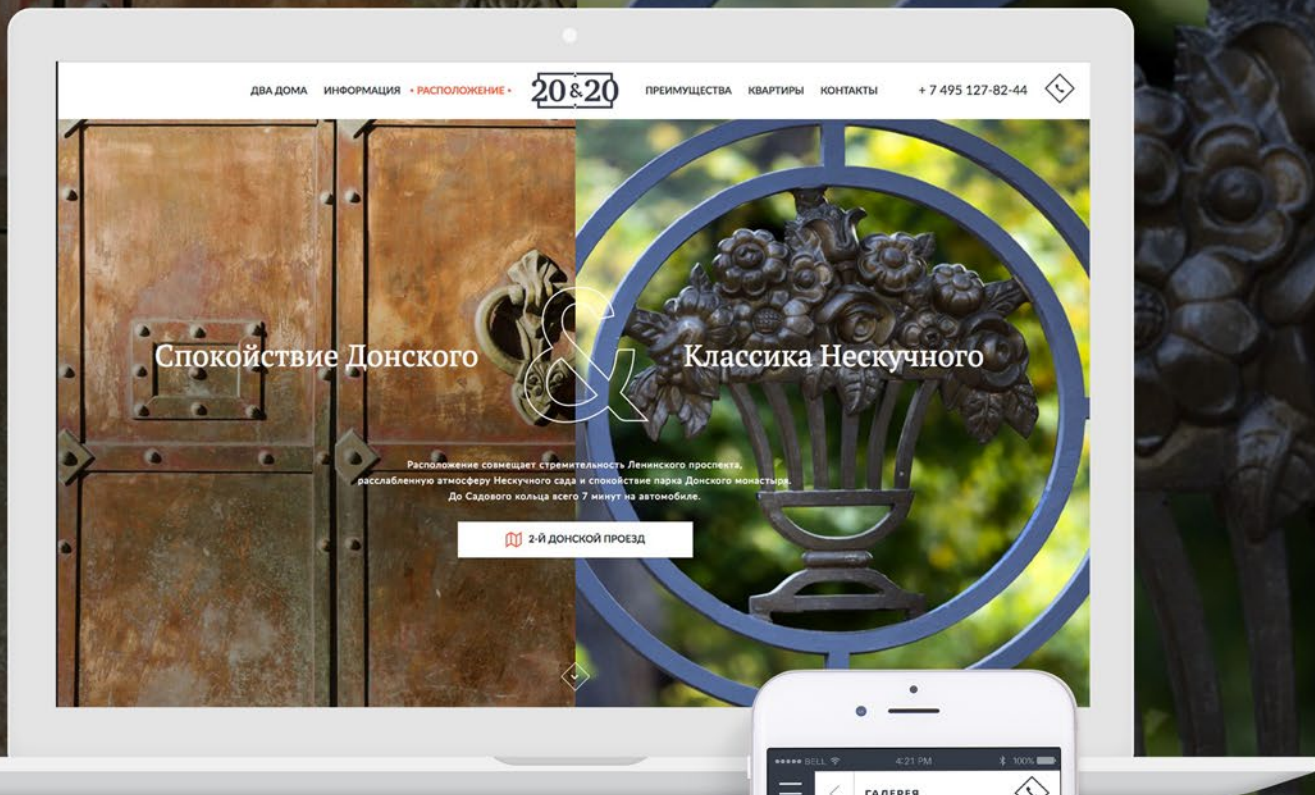 ДВА ДОМА ИНФОРМАЦИЯ • РАСПОЛОЖЕНИЕ • 20&20 ПРЕИМУЩЕСТВА КВАРТИРЫ КОНТАКТЫ + 7 495 127-82-44
Спокойствие Донского & Классика Нескучного
Расположение совмещает стремительность Ленинского проспекта,
расслабленную атмосферу Нескучного сада и спокойствие парка Донского монастыря.
До Садового кольца всего 7 минут на автомобиле.
2-Й ДОНСКОЙ ПРОЕЗД
BELL 4:21 PM 100%
ГАЛЕРЕЯ